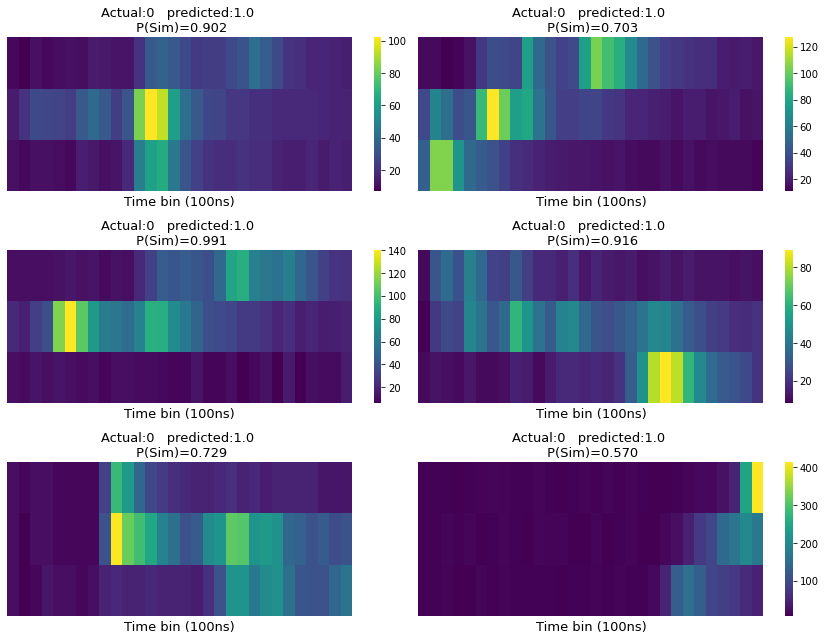 Actual:0   predicted:1.0
P(Sim)=0.902
100
80
60
40
20
Time bin (100ns)
Actual:0   predicted:1.0
P(Sim)=0.703
120
100
80
60
40
20
Time bin (100ns)
Actual:0   predicted:1.0
P(Sim)=0.991
140
120
100
80
60
40
20
Time bin (100ns)
Actual:0   predicted:1.0
P(Sim)=0.916
80
60
40
20
Time bin (100ns)
Actual:0   predicted:1.0
P(Sim)=0.729
Time bin (100ns)
Actual:0   predicted:1.0
P(Sim)=0.570
400
300
200
100
Time bin (100ns)